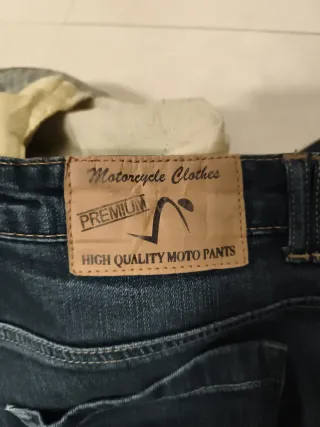 Motorcycle Clothes
PREMIUM
HIGH QUALITY MOTO PANTS